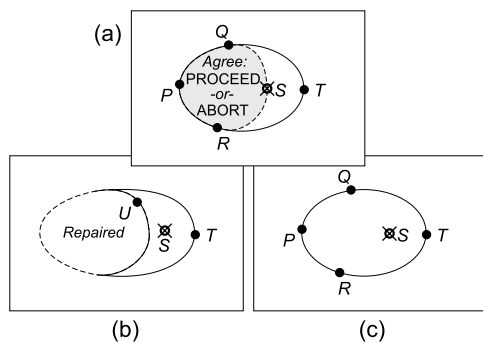 (a)
Q
Agree:
PROCEED
-or-
ABORT
P
S
T
R
U
Repaired
S
T
(b)
Q
P
S
T
R
(c)